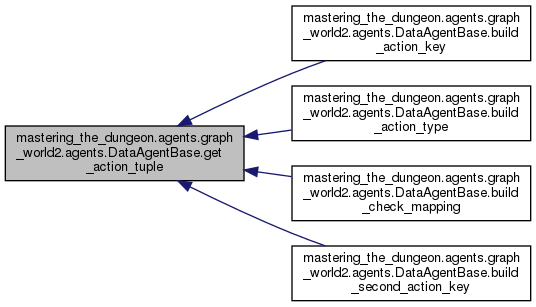 mastering_the_dungeon.agents.graph
_world2.agents.DataAgentBase.get
_action_tuple
mastering_the_dungeon.agents.graph
_world2.agents.DataAgentBase.build
_action_key
mastering_the_dungeon.agents.graph
_world2.agents.DataAgentBase.build
_action_type
mastering_the_dungeon.agents.graph
_world2.agents.DataAgentBase.build
_check_mapping
mastering_the_dungeon.agents.graph
_world2.agents.DataAgentBase.build
_second_action_key